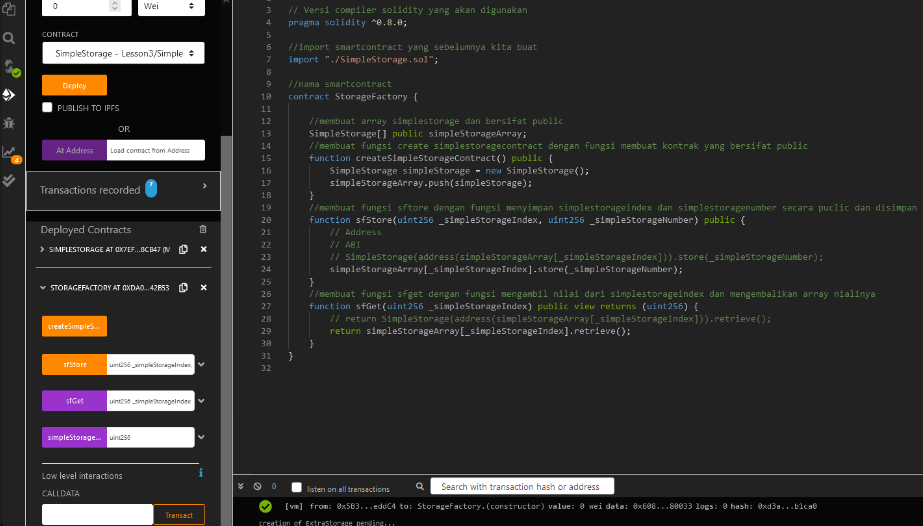 0
Wei
CONTRACT
SimpleStorage - Lesson3/Simple
Deploy
PUBLISH TO IPFS
OR
At Address
Load contract from Address
Transactions recorded 7
Deployed Contracts
SIMPLESTORAGE AT 0X7EF...8CB47 (M
STORAGEFACTORY AT 0XDA0...42B53
createSimpleS...
sfStore
uint256 _simpleStorageIndex
sfGet
uint256 _simpleStorageIndex
simpleStorage...
uint256
Low level interactions
CALLDATA
Transact
4
3 // Versi compiler solidity yang akan digunakan
4 pragma solidity ^0.8.0;
5
6 //import smartcontract yang sebelumnya kita buat
7 import "./SimpleStorage.sol";
8
9 //nama smartcontract
10 contract StorageFactory {
11
12 //membuat array simplestorage dan bersifat public
13 SimpleStorage[] public simpleStorageArray;
14 //membuat fungsi create simplestoragecontract dengan fungsi membuat kontrak yang bersifat public
15 function createSimpleStorageContract() public {
16 SimpleStorage simpleStorage = new SimpleStorage();
17 simpleStorageArray.push(simpleStorage);
18 }
19 //membuat fungsi sftore dengan fungsi menyimpan simplestorageindex dan simplestoragenumber secara puclic dan disimpan
20 function sfStore(uint256 _simpleStorageIndex, uint256 _simpleStorageNumber) public {
21 // Address
22 // ABI
23 // SimpleStorage(address(simpleStorageArray[_simpleStorageIndex])).store(_simpleStorageNumber);
24 simpleStorageArray[_simpleStorageIndex].store(_simpleStorageNumber);
25 }
26 //membuat fungsi sfget dengan fungsi mengambil nilai dari simplestorageindex dan mengembalikan array nialinya
27 function sfGet(uint256 _simpleStorageIndex) public view returns (uint256) {
28 // return SimpleStorage(address(simpleStorageArray[_simpleStorageIndex])).retrieve();
29 return simpleStorageArray[_simpleStorageIndex].retrieve();
30 }
31 }
32
0
listen on all transactions
Search with transaction hash or address
[vm] from: 0x5B3...eddC4 to: StorageFactory.(constructor) value: 0 wei data: 0x608...80033 logs: 0 hash: 0xd3a...b1ca0
creation of ExtraStorage pending...